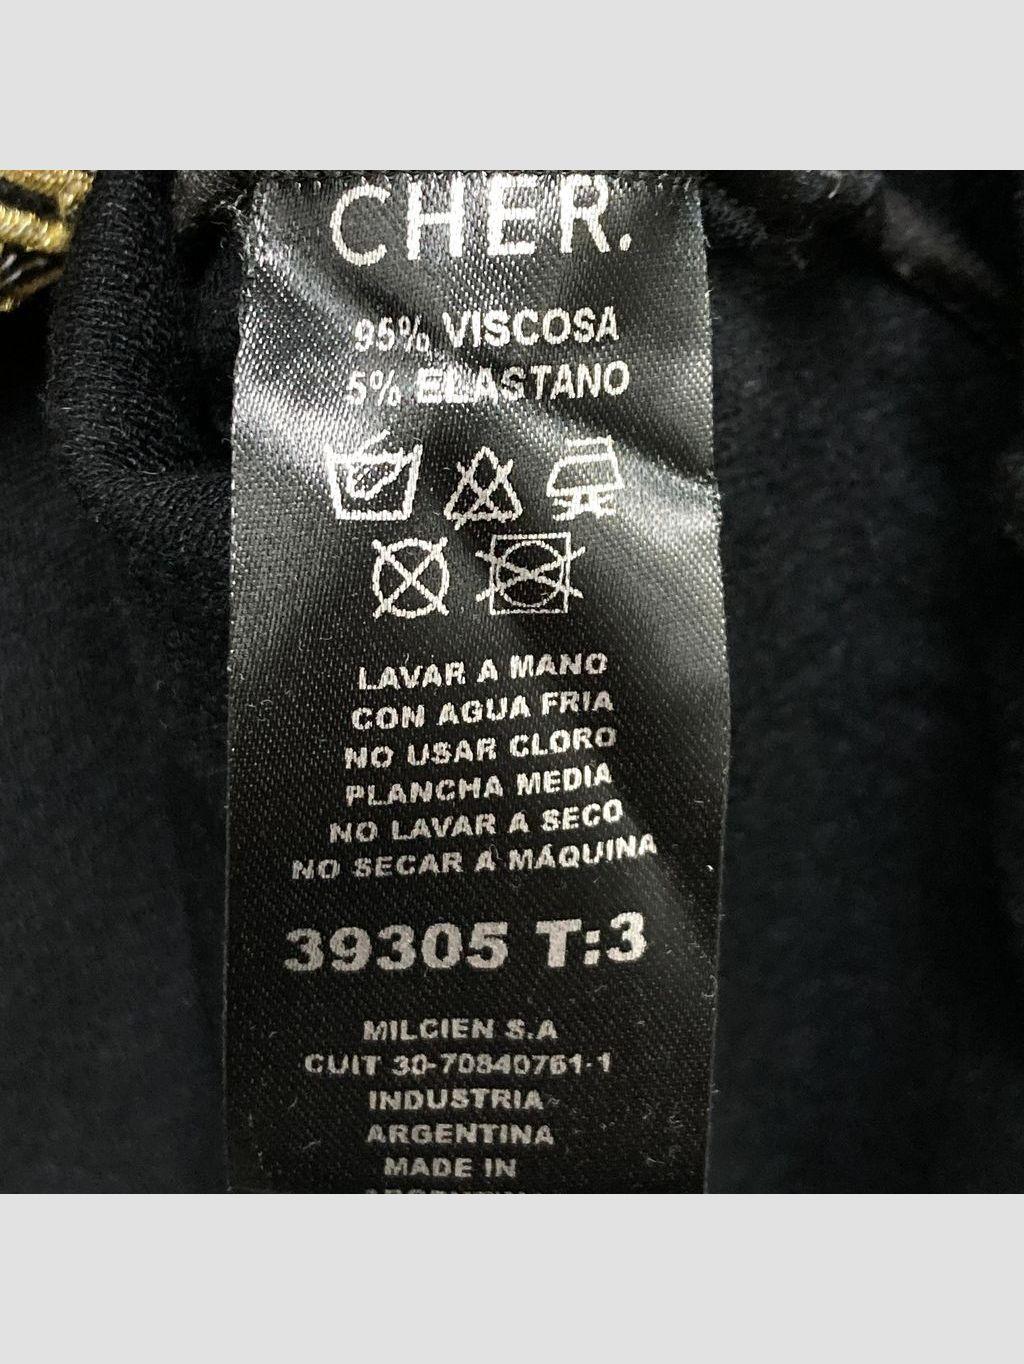 CHER.
95% VISCOSA
5% ELASTANO
LAVAR A MANO
CON AGUA FRIA
NO USAR CLORO
PLANCHA MEDIA
NO LAVAR A SECO
NO SECAR A MÁQUINA
39305 T:3
MILCIEN S.A
CUIT 30-70840761-1
INDUSTRIA
ARGENTINA
MADE IN